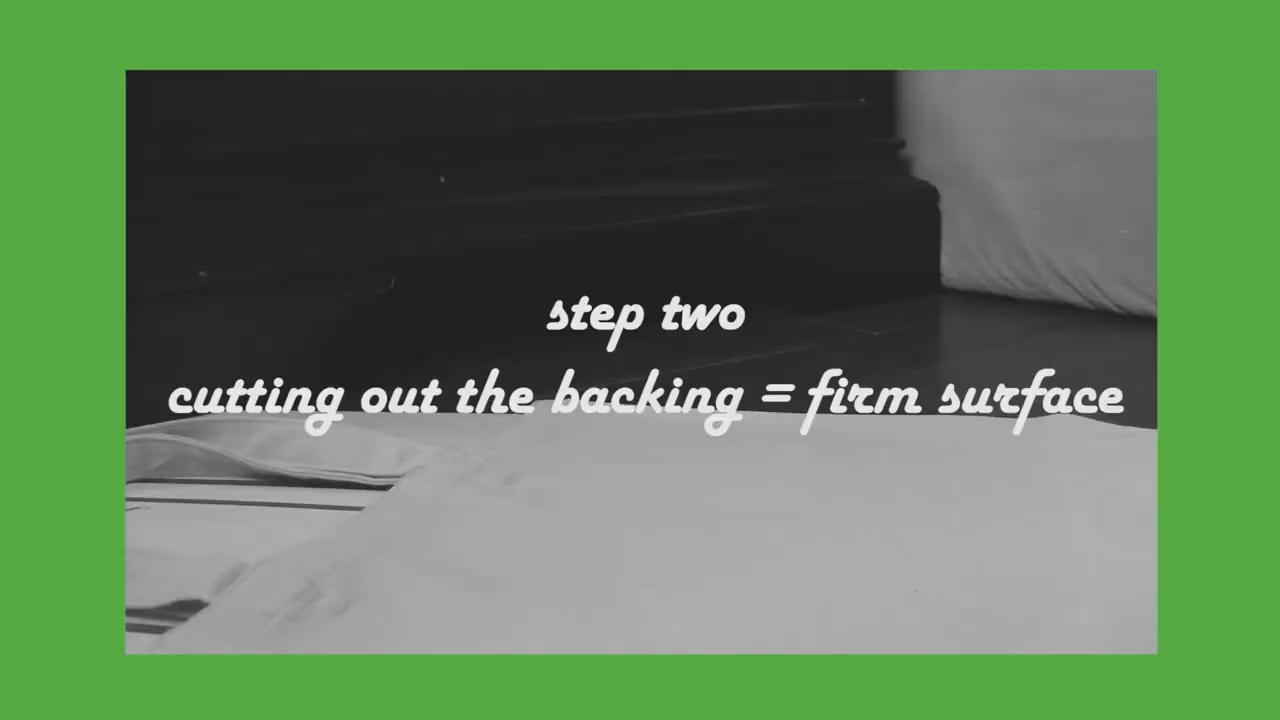 step two
cutting out the backing = firm surface